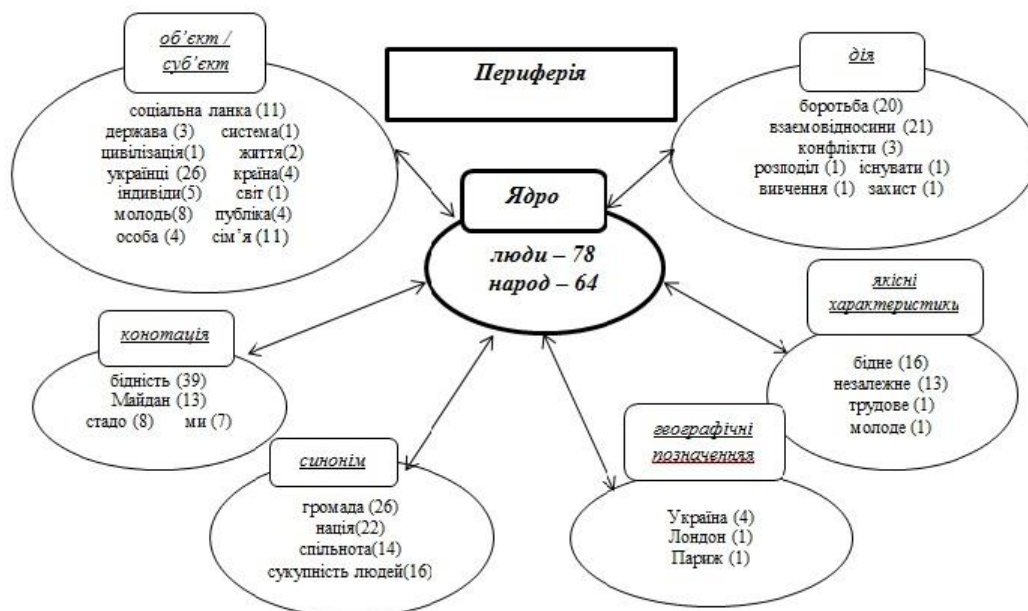 об’єкт /
суб’єкт
соціальна ланка (11)
держава (3) система(1)
цивілізація(1) життя(2)
українці (26) країна(4)
індивіди(5) світ (1)
молодь(8) публіка(4)
особа (4) сім’я (11)
Периферія
дія
боротьба (20)
взаємовідносини (21)
конфлікти (3)
розподіл (1) існувати (1)
вивчення (1) захист (1)
Ядро
люди – 78
народ – 64
конотація
бідність (39)
Майдан (13)
стадо (8) ми (7)
якісні
характеристики
бідне (16)
незалежне (13)
трудове (1)
молоде (1)
синонім
громада (26)
нація(22)
спільнота(14)
сукупність людей(16)
географічні
позначенняя
Україна (4)
Лондон (1)
Париж (1)